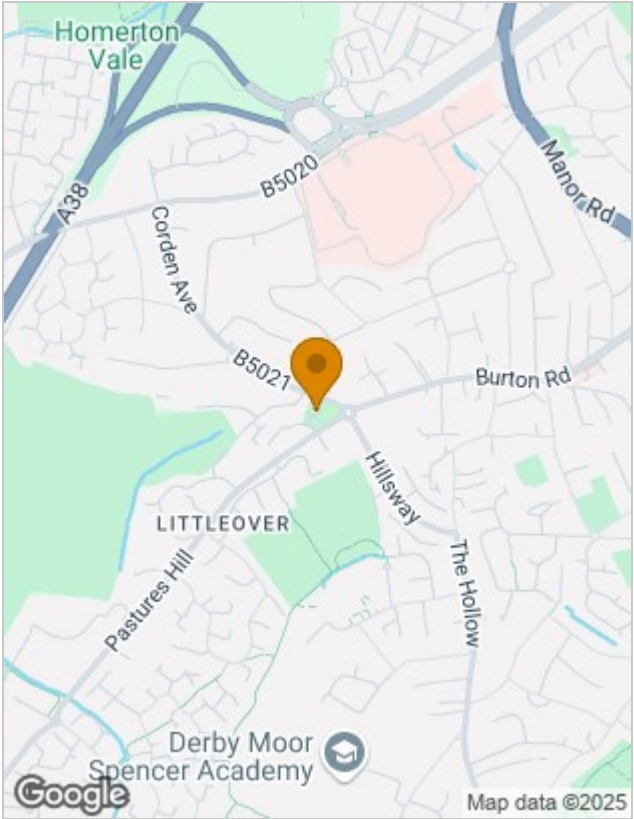 Homerton
Vale
A38
B5020
Manor Rd
Corden Ave
B5021
Burton Rd
Hillsway
LITTLEOVER
The Hollow
Pastures Hill
Derby Moor
Spencer Academy
Google
Map data ©2025